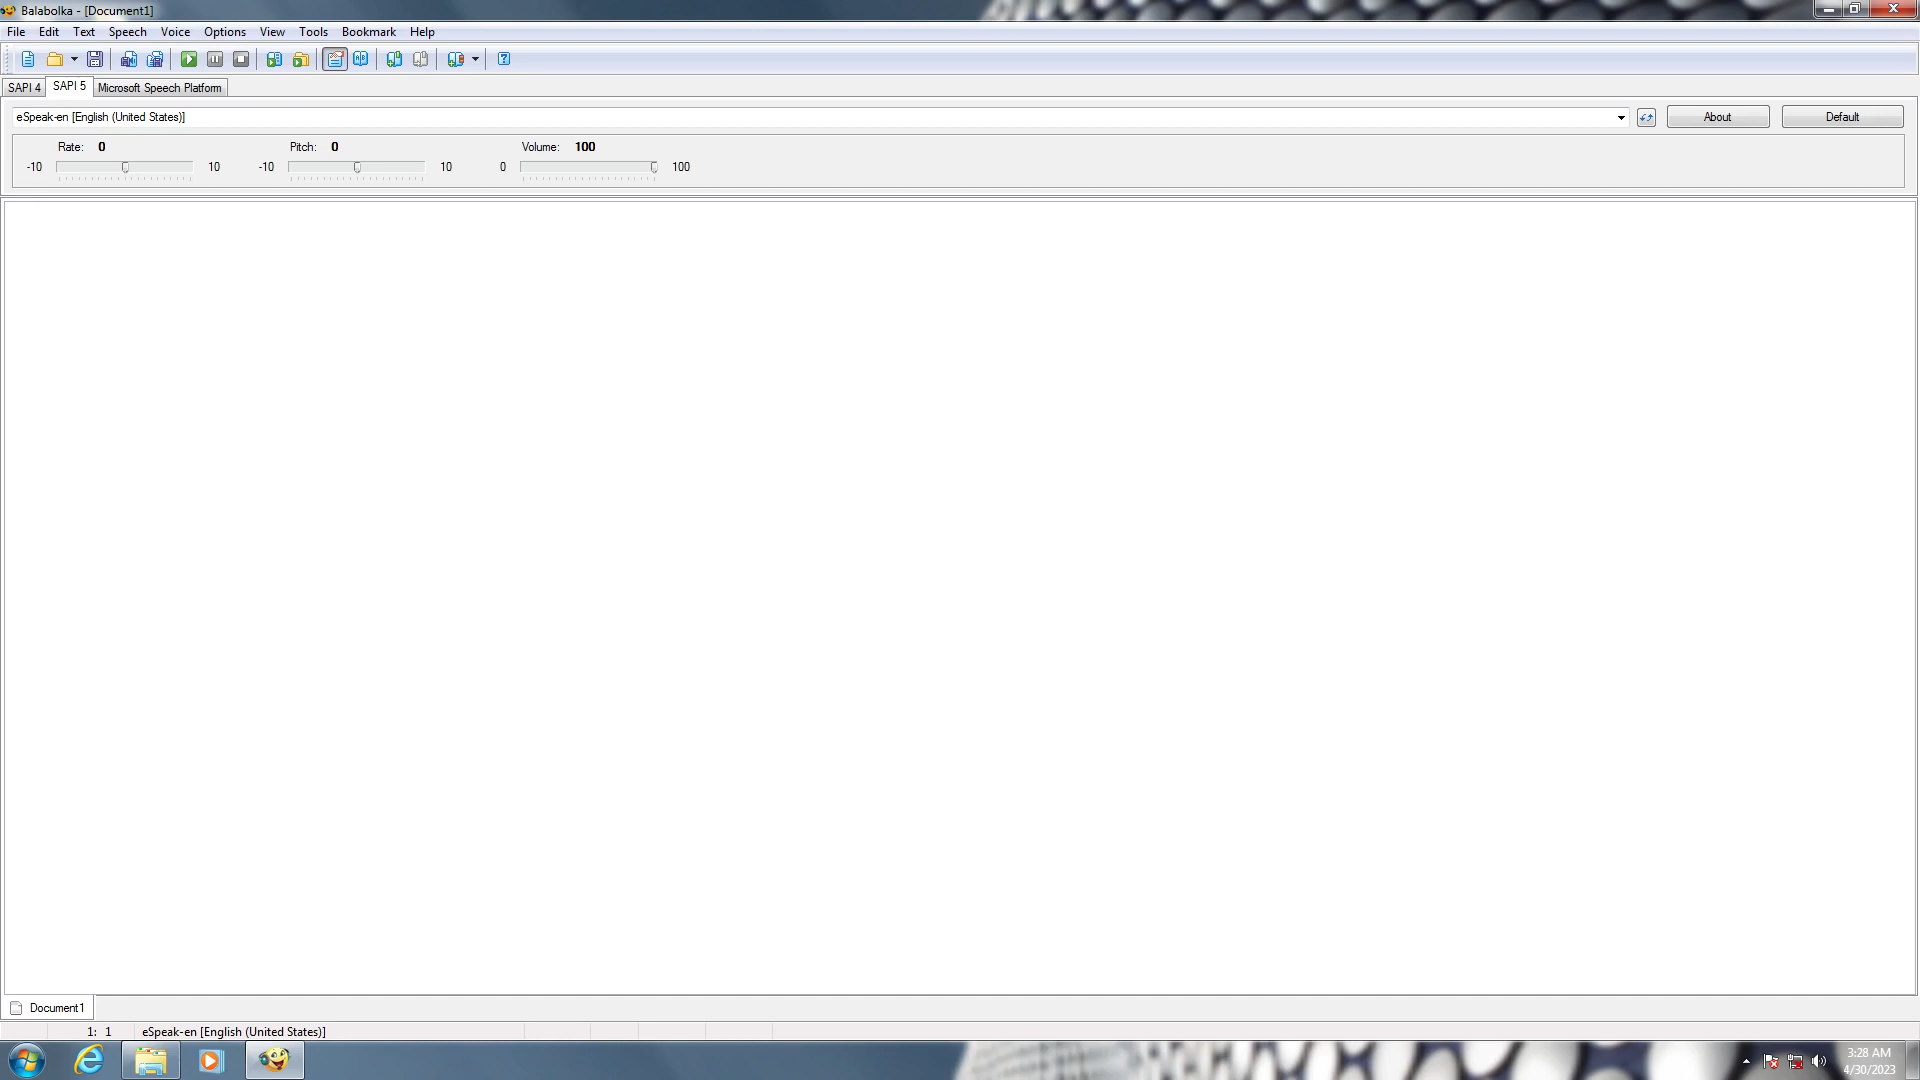 Balabolka - [Document1]
File Edit Text Speech Voice Options View Tools Bookmark Help
SAPI 4 SAPI 5 Microsoft Speech Platform
eSpeak-en [English (United States)] About Default
Rate: 0 Pitch: 0 Volume: 100
-10 10 -10 10 0 100
Document1
1: 1 eSpeak-en [English (United States)]
3:28 AM
4/30/2023